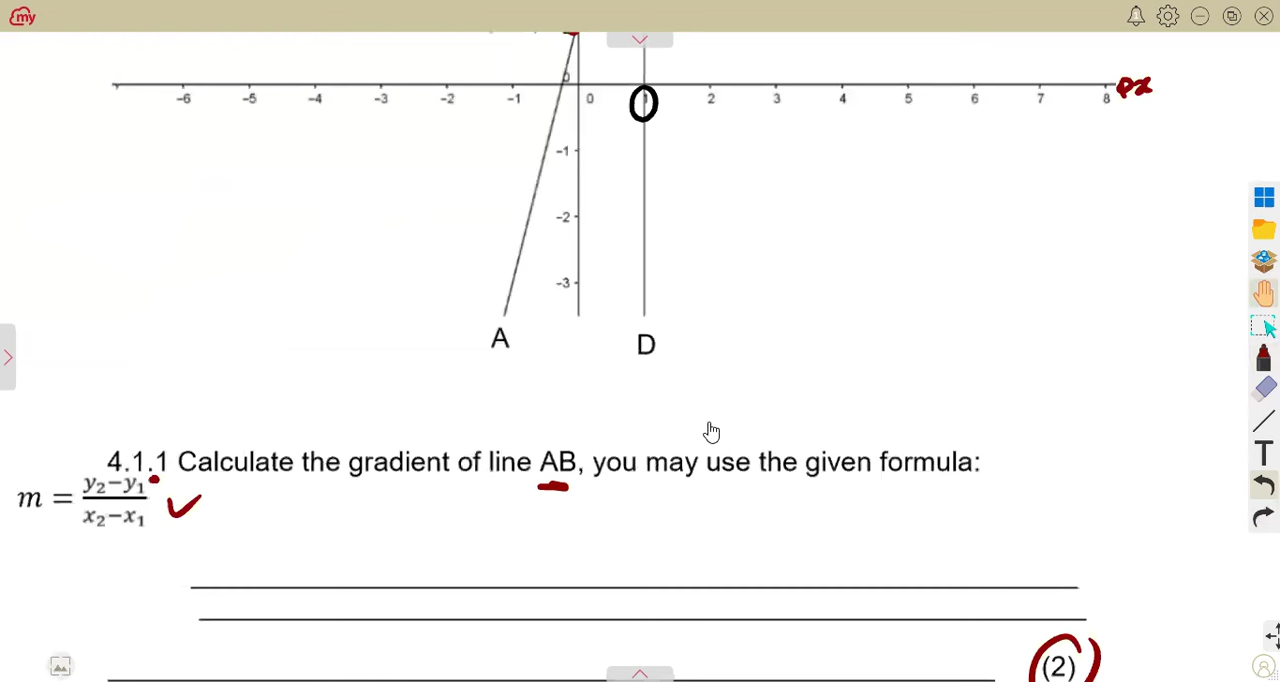 my
0
-6 -5 -4 -3 -2 -1 0 1 2 3 4 5 6 7 8
-1
-2
-3
A D
4.1.1 Calculate the gradient of line AB, you may use the given formula:
m = y₂−y₁ / x₂−x₁
(2)
T